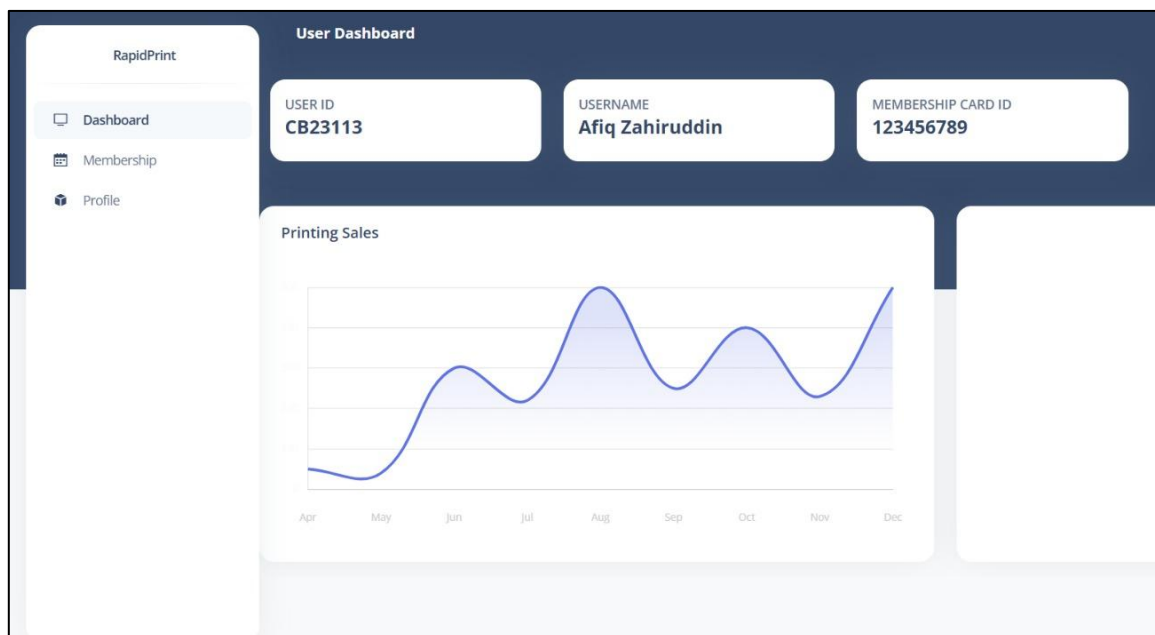 RapidPrint
Dashboard
Membership
Profile
User Dashboard
USER ID
CB23113
USERNAME
Afiq Zahiruddin
MEMBERSHIP CARD ID
123456789
Printing Sales
Apr May Jun Jul Aug Sep Oct Nov Dec